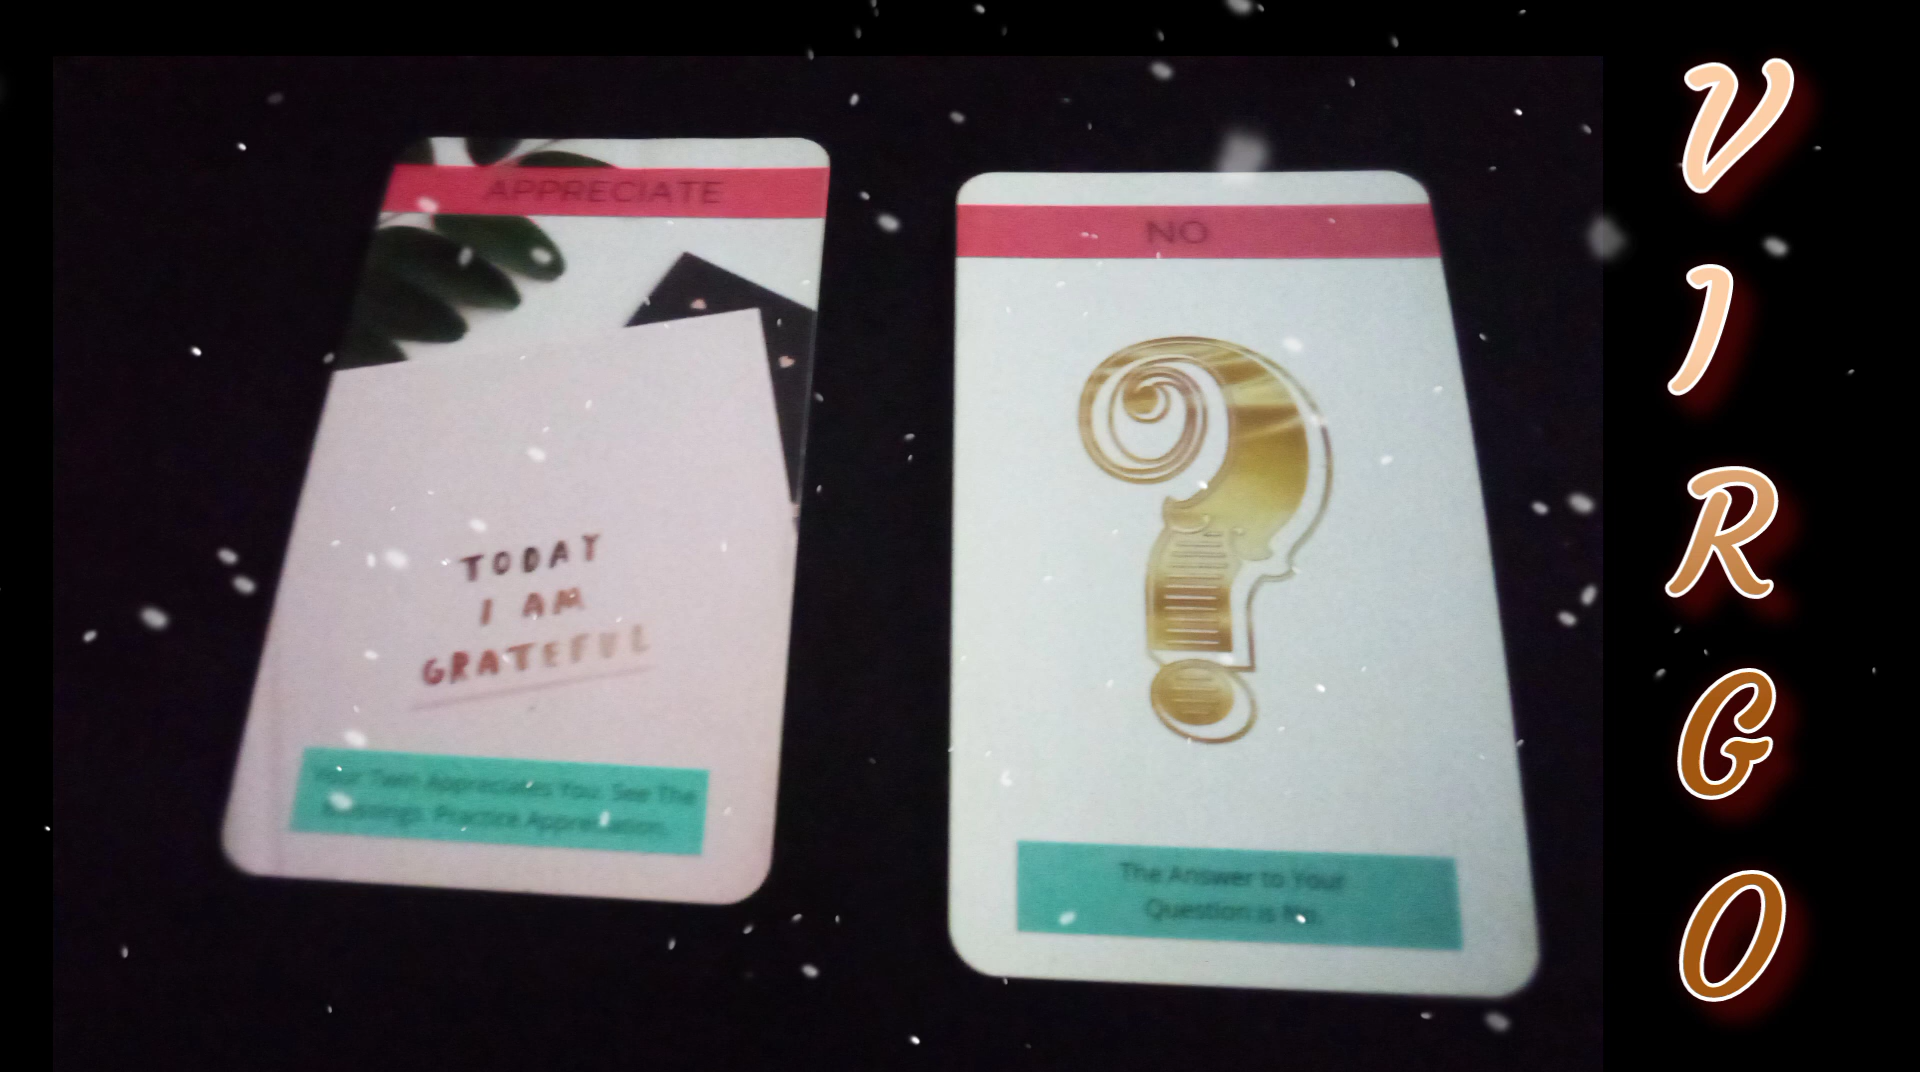 APPRECIATE
TODAY
I AM
GRATEFUL
Your Twin Appreciates You. See The
Blessings. Practice Appreciation.
NO
The Answer to Your
Question is No.
VIRGO